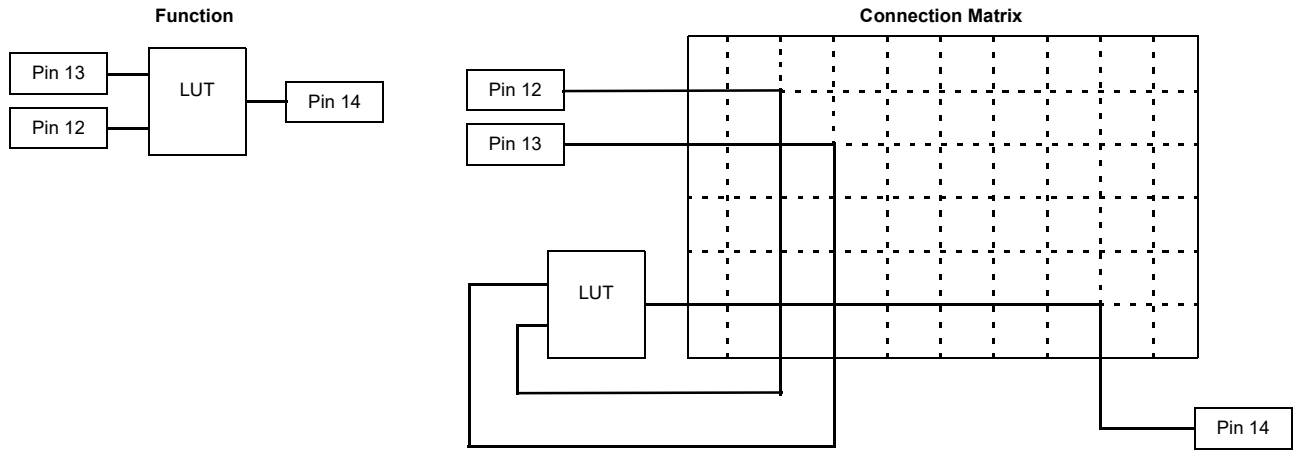 Function
Pin 13
Pin 12
LUT
Pin 14
Connection Matrix
Pin 12
Pin 13
LUT
Pin 14